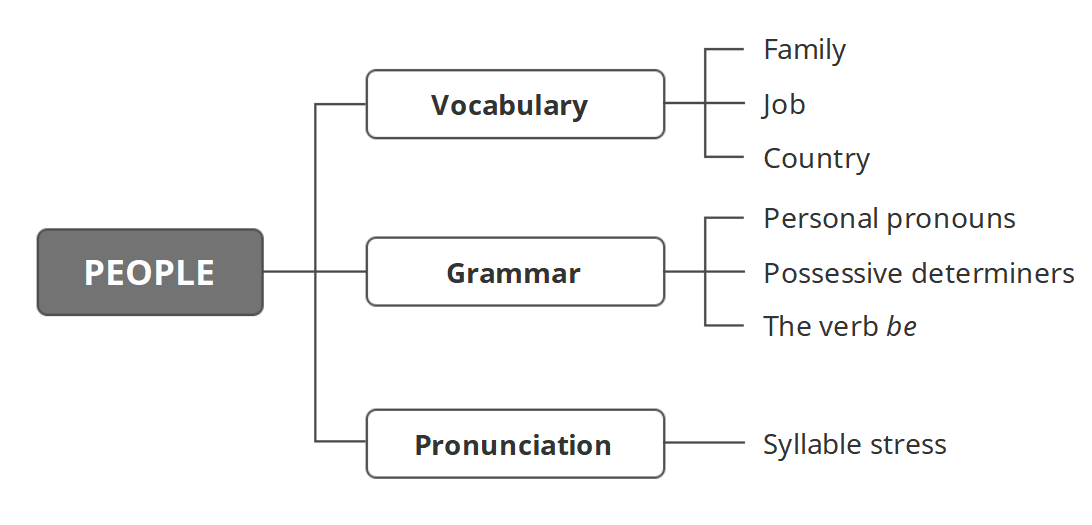 PEOPLE
Vocabulary
Family
Job
Country
Grammar
Personal pronouns
Possessive determiners
The verb be
Pronunciation
Syllable stress